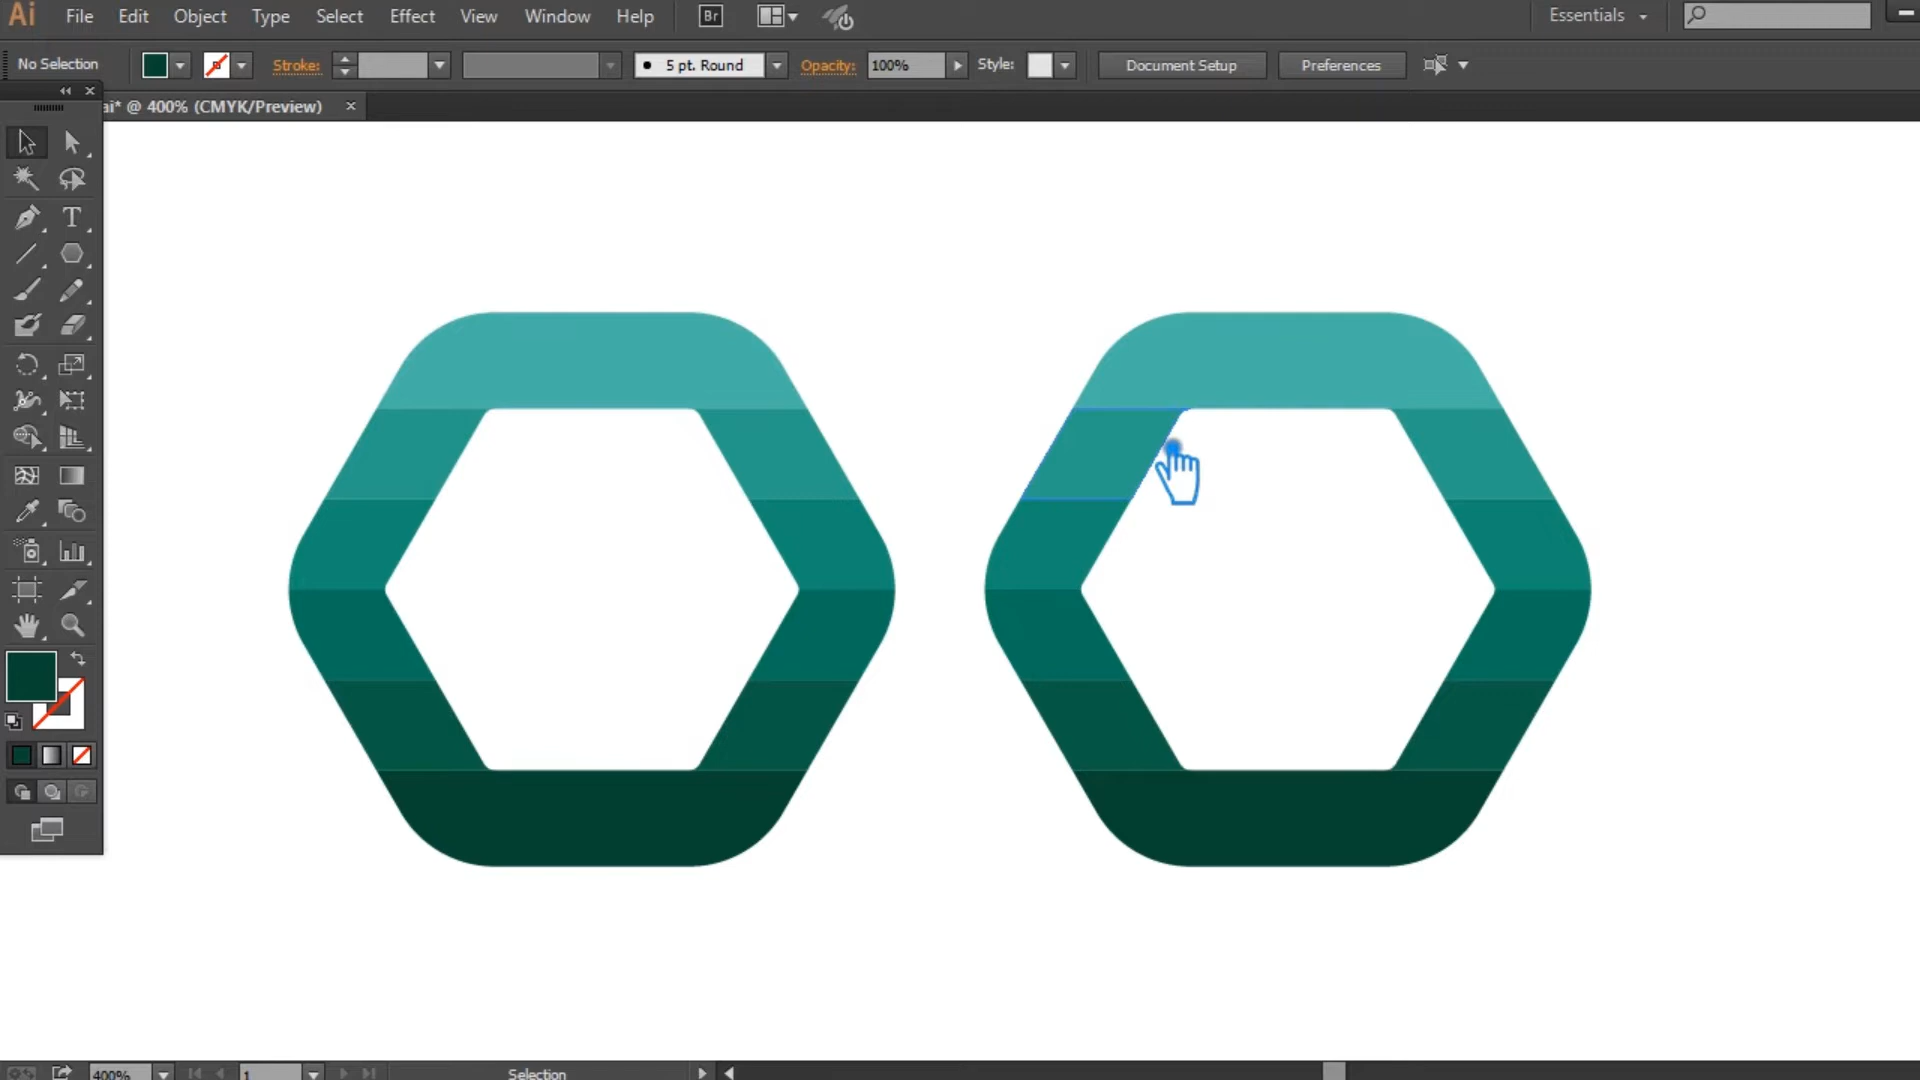 Ai File Edit Object Type Select Effect View Window Help Br Essentials
No Selection Stroke: 5 pt. Round Opacity: 100% Style: Document Setup Preferences
ai* @ 400% (CMYK/Preview) ×
T
400% 1 Selection